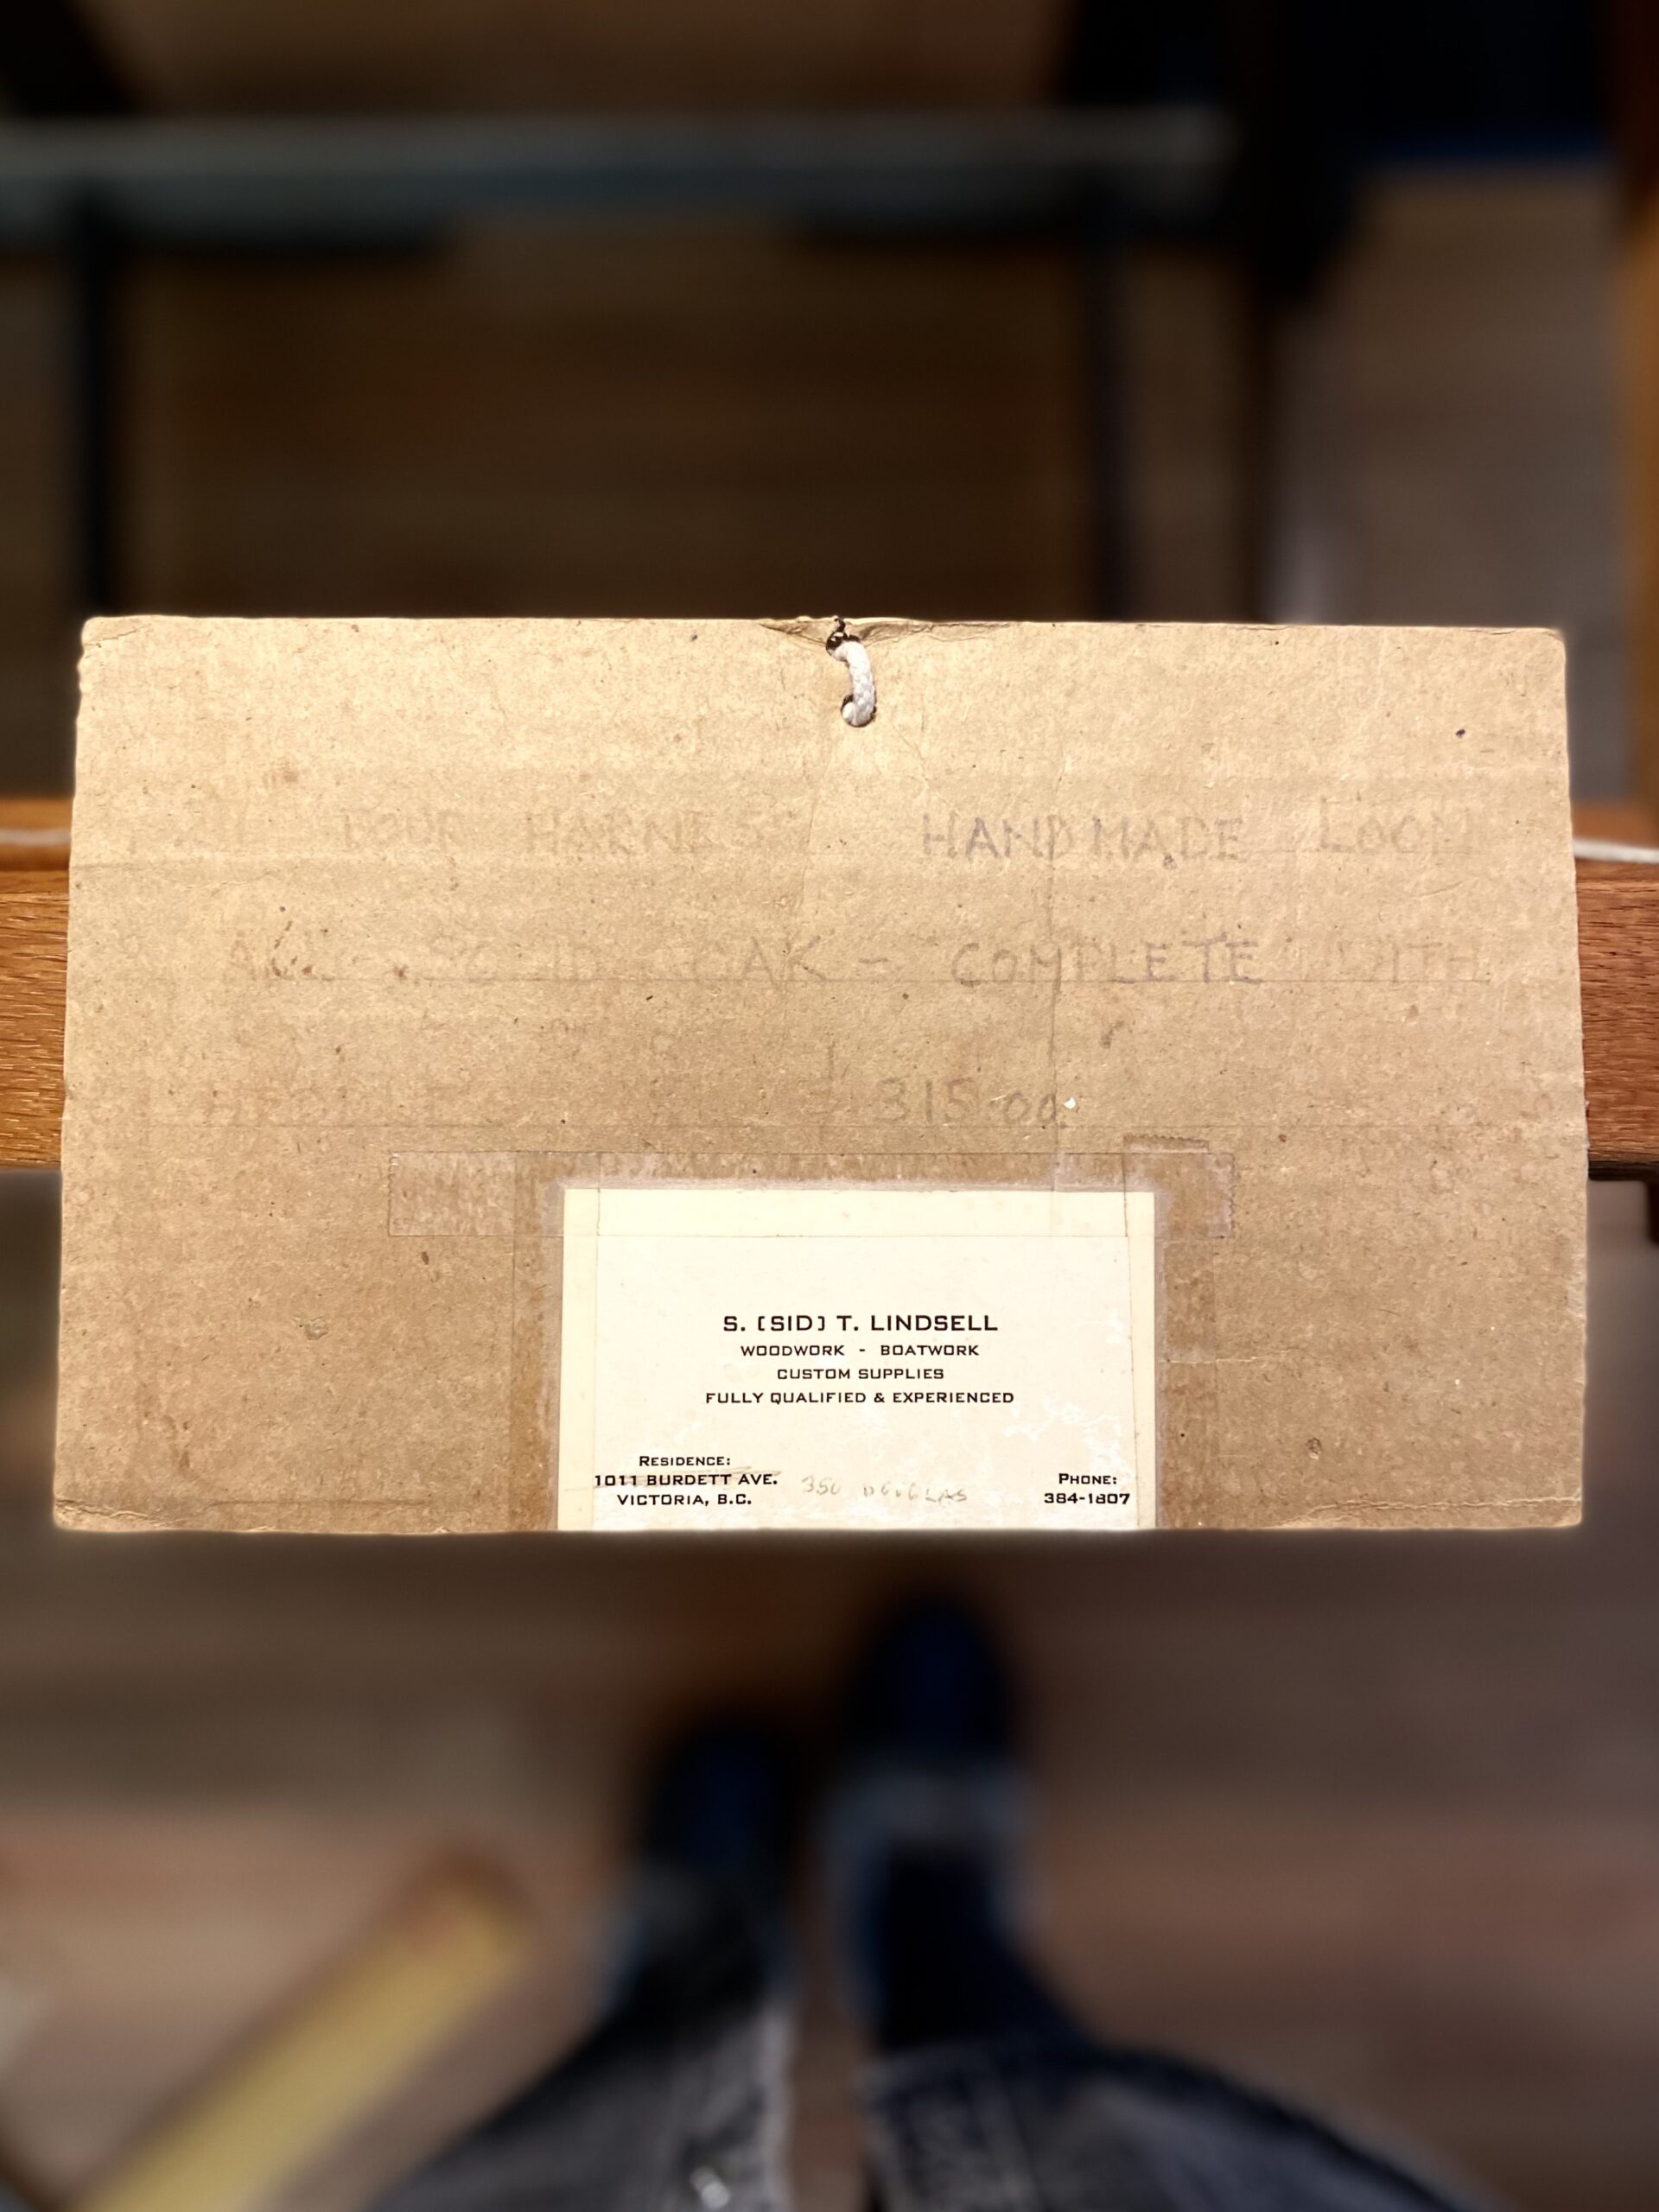 FOUR HARNESS HANDMADE LOOM
ALL SOLID OAK - COMPLETE WITH
HEDDLE 315.00
S. (SID) T. LINDSELL
WOODWORK - BOATWORK
CUSTOM SUPPLIES
FULLY QUALIFIED & EXPERIENCED
RESIDENCE:
1011 BURDETT AVE.
VICTORIA, B.C.
350 DOUGLAS
PHONE:
384-1807